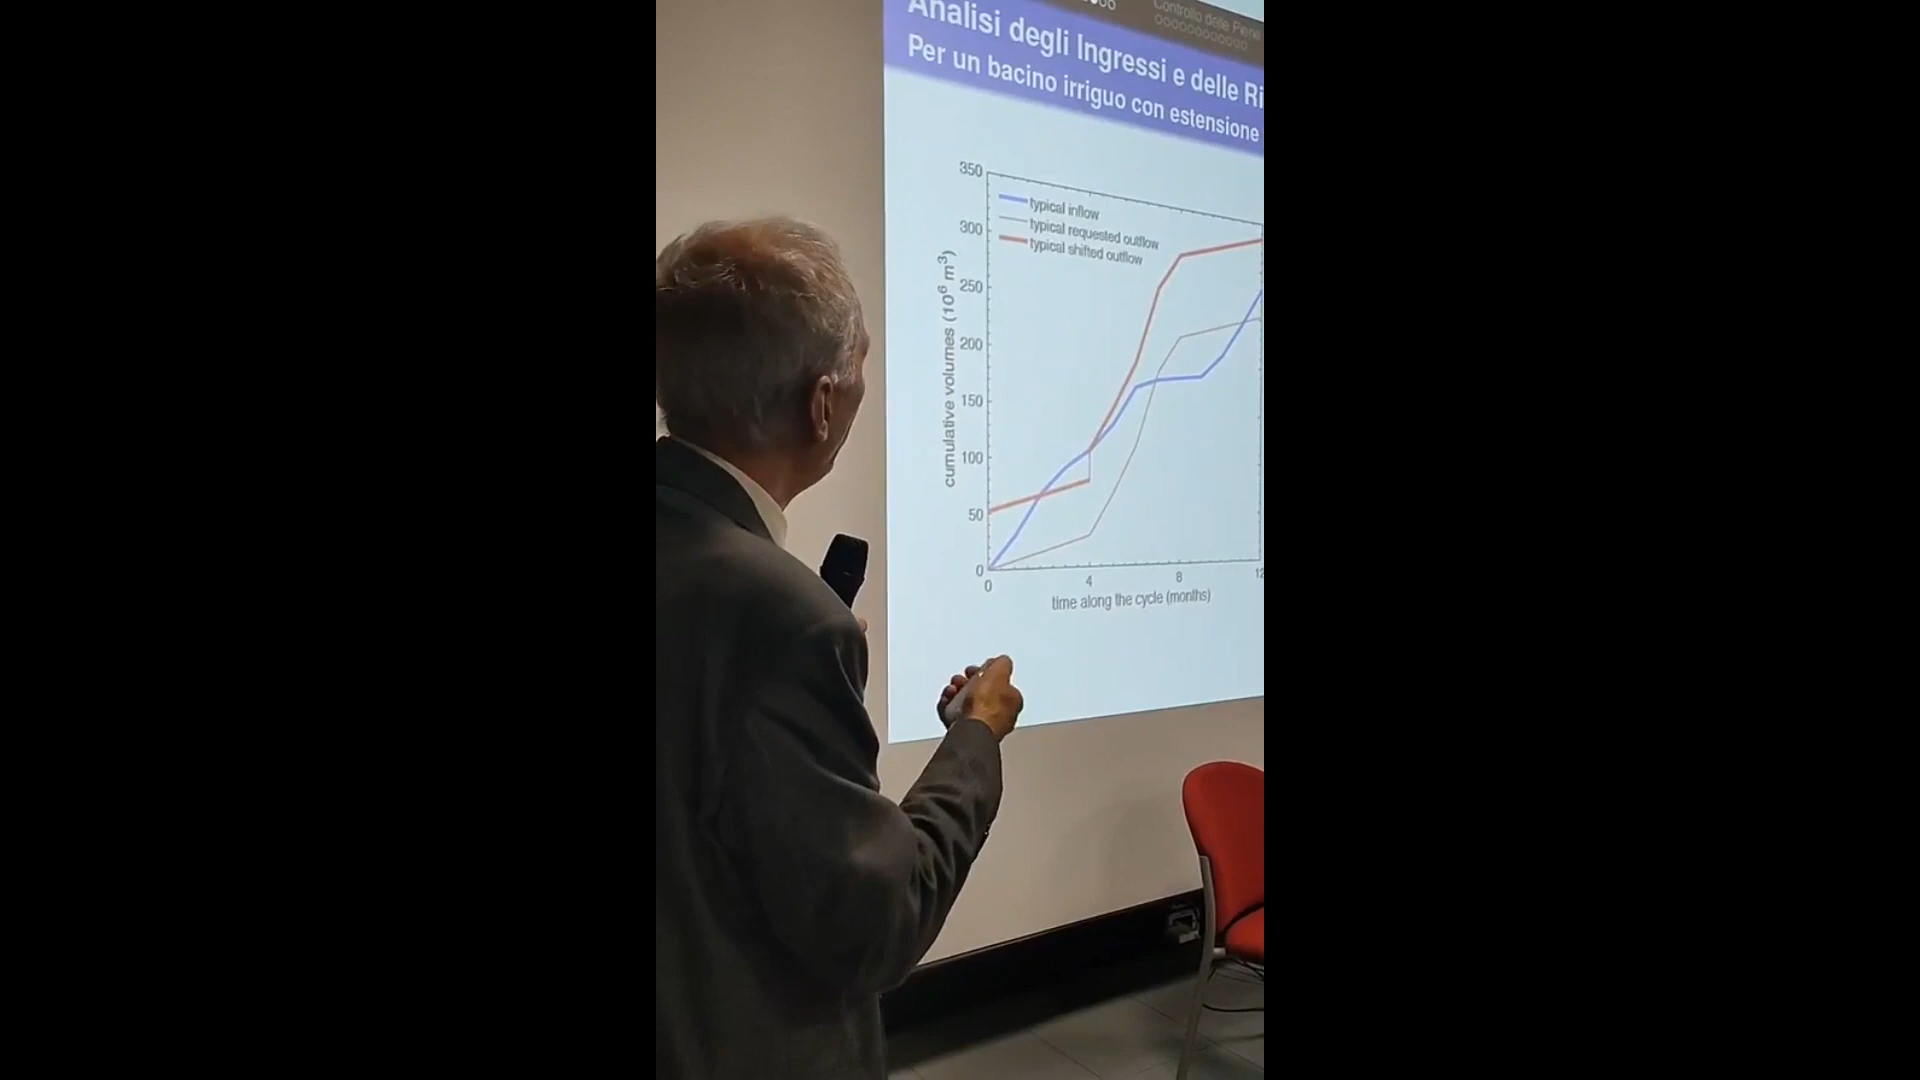 Controllo delle Piene
Analisi degli Ingressi e delle
Per un bacino irriguo con estensione
350
300
250
200
150
100
50
0
cumulative volumes (10⁶ m³)
typical inflow
typical requested outflow
typical shifted outflow
0
4
8
12
time along the cycle (months)